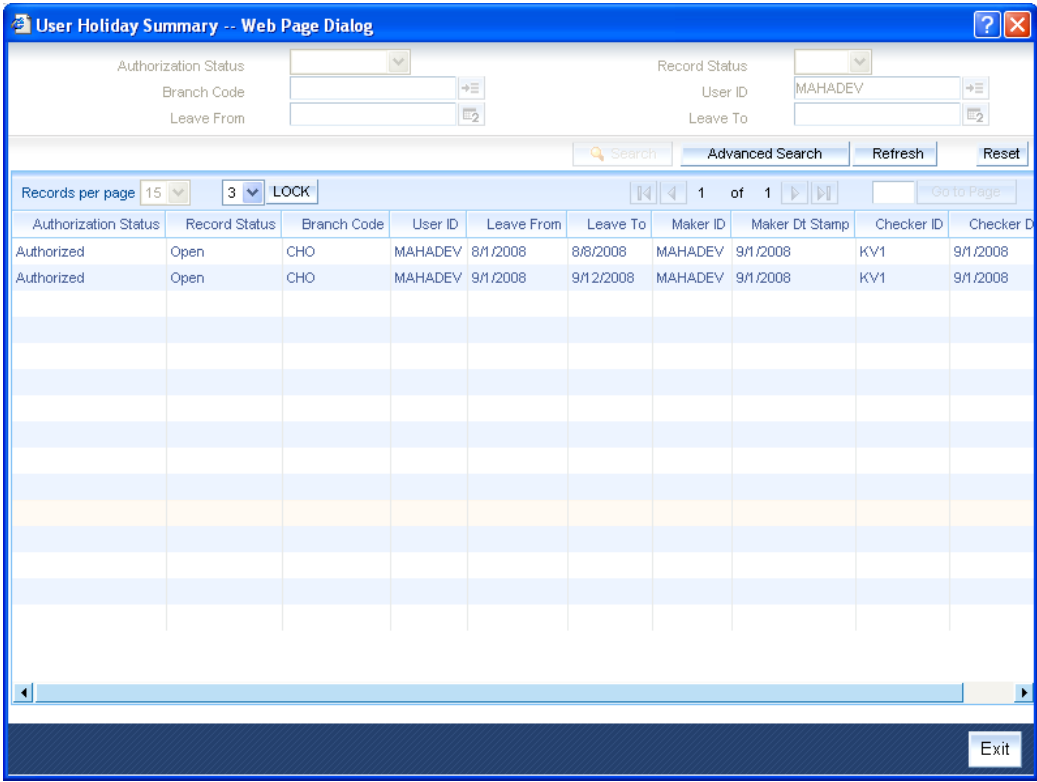 User Holiday Summary -- Web Page Dialog
Authorization Status Record Status
Branch Code User ID MAHADEV
Leave From Leave To
Search Advanced Search Refresh Reset
Records per page 15 3 LOCK 1 of 1 Go to Page
Authorization Status Record Status Branch Code User ID Leave From Leave To Maker ID Maker Dt Stamp Checker ID Checker D
Authorized Open CHO MAHADEV 8/1/2008 8/8/2008 MAHADEV 9/1/2008 KV1 9/1/2008
Authorized Open CHO MAHADEV 9/1/2008 9/12/2008 MAHADEV 9/1/2008 KV1 9/1/2008
Exit